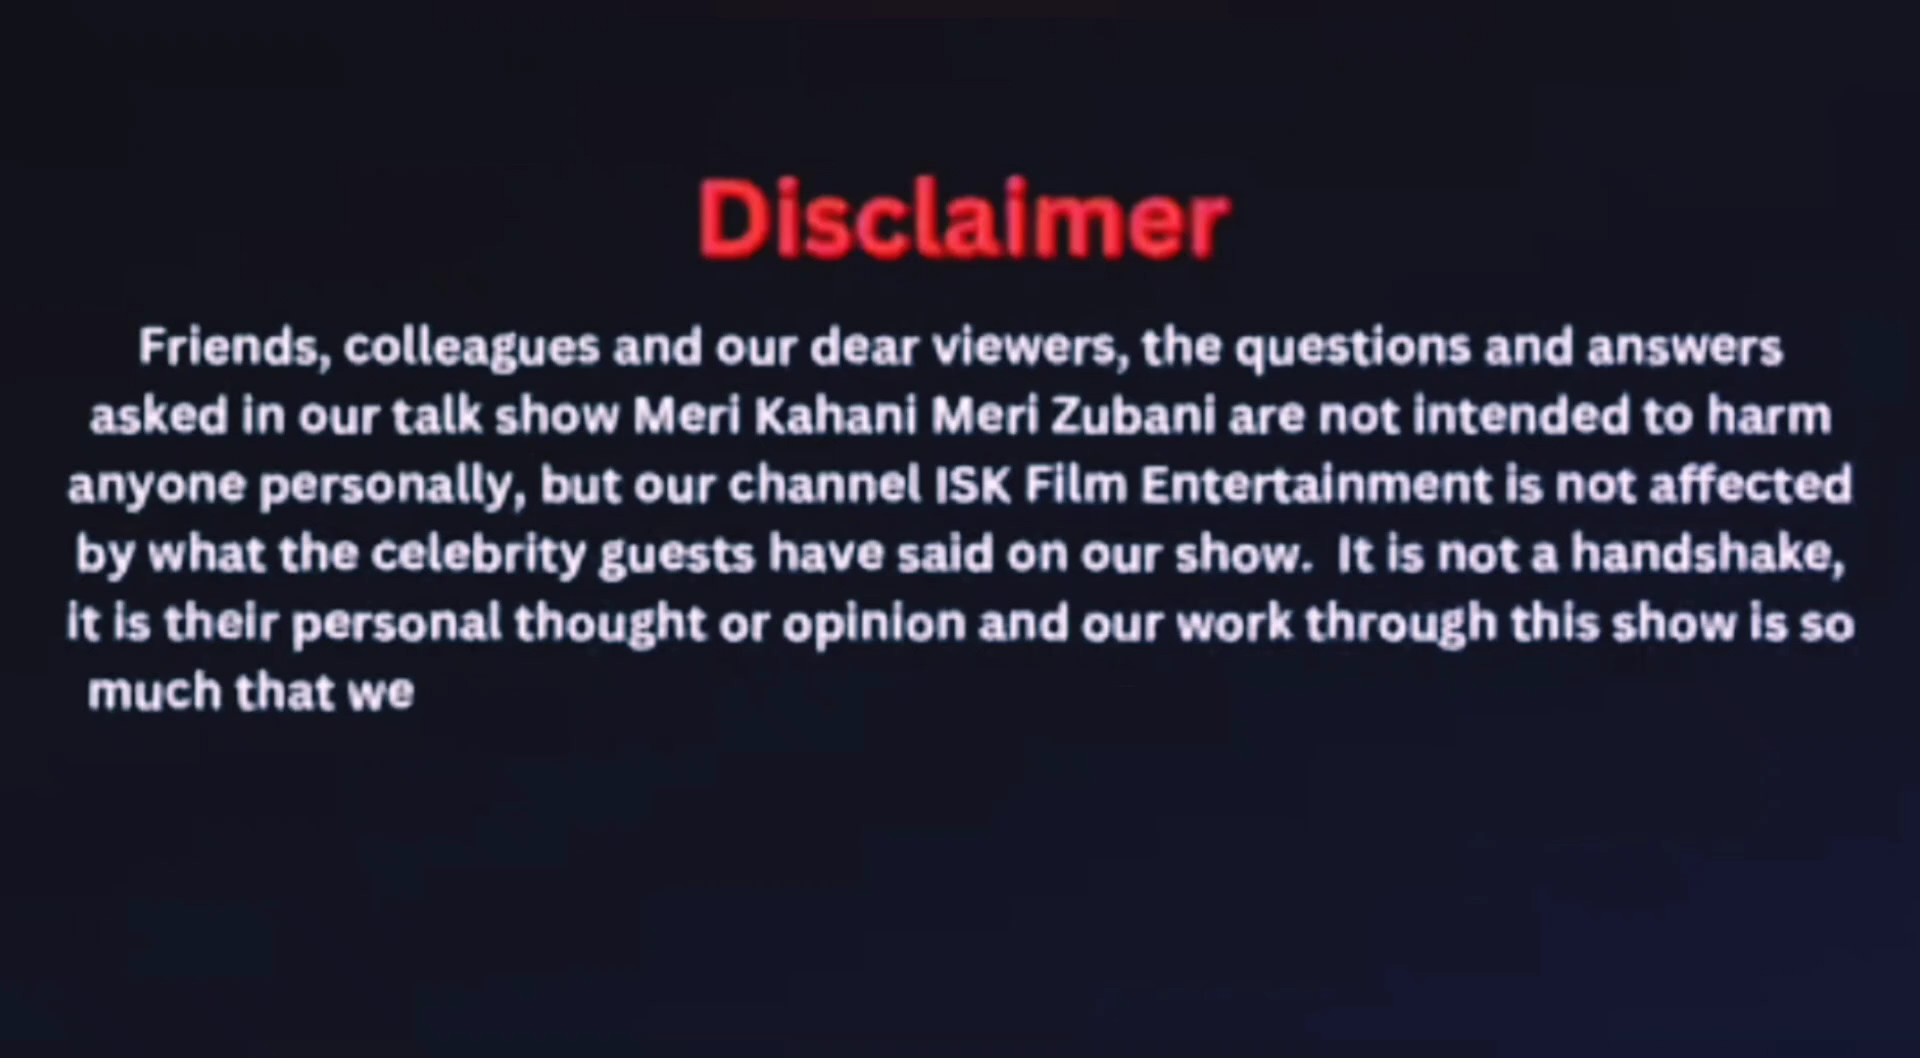 Disclaimer
Friends, colleagues and our dear viewers, the questions and answers
asked in our talk show Meri Kahani Meri Zubani are not intended to harm
anyone personally, but our channel ISK Film Entertainment is not affected
by what the celebrity guests have said on our show.  It is not a handshake,
it is their personal thought or opinion and our work through this show is so
much that we